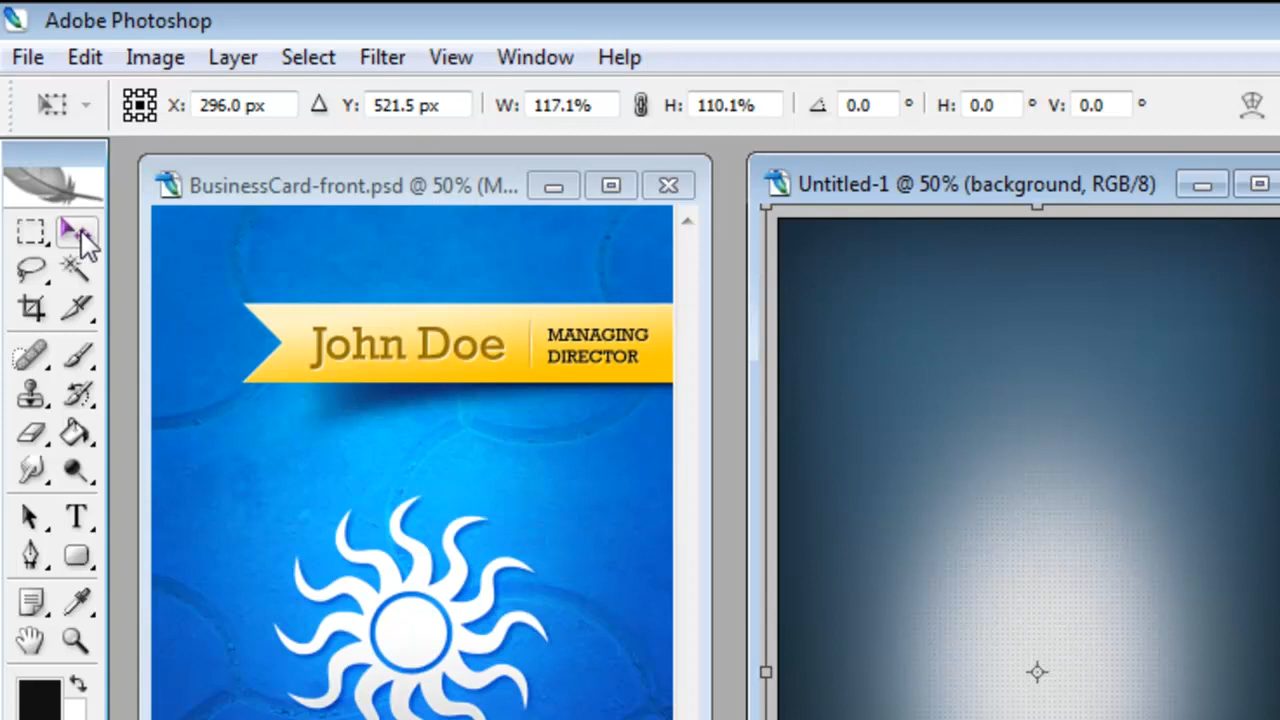 Adobe Photoshop
File Edit Image Layer Select Filter View Window Help
X: 296.0 px Y: 521.5 px W: 117.1% H: 110.1% 0.0 ° H: 0.0 ° V: 0.0 °
BusinessCard-front.psd @ 50% (M...
Untitled-1 @ 50% (background, RGB/8)
John Doe
MANAGING
DIRECTOR
T